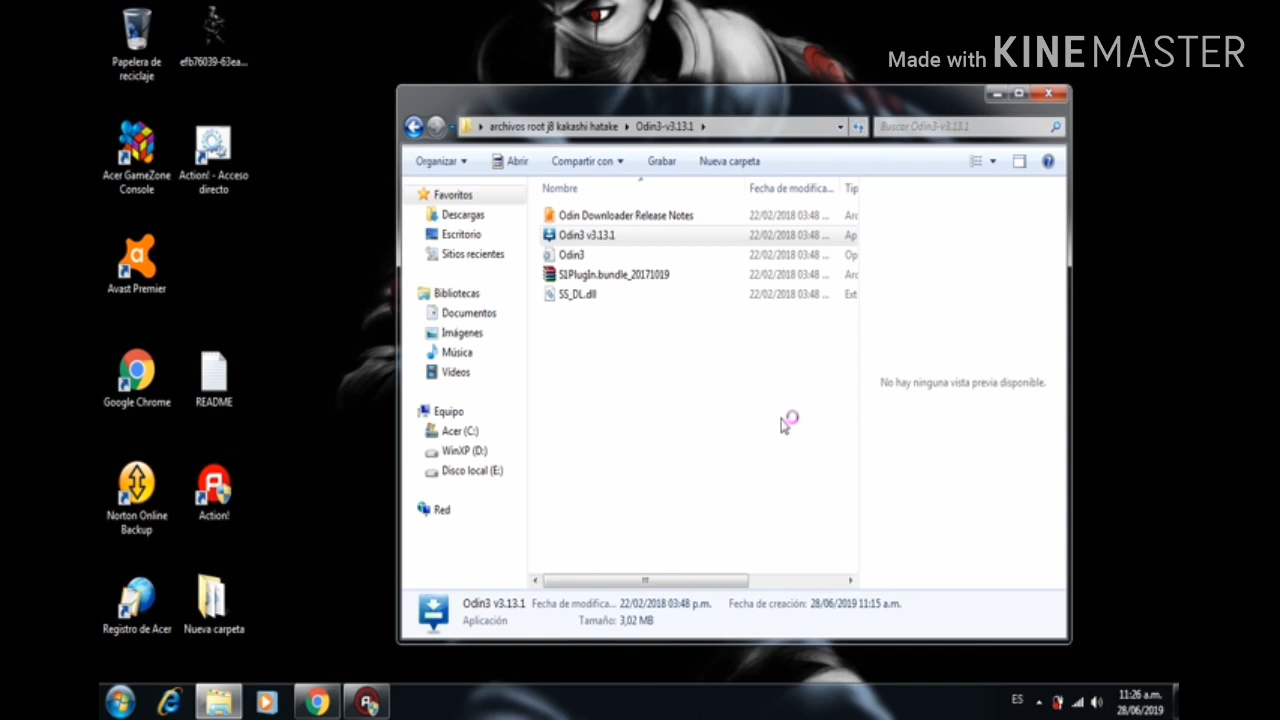 Papelera de
reciclaje
efb76039-63ea...
Made with KINEMASTER
Acer GameZone
Console
Action! - Acceso
directo
Avast Premier
Google Chrome
README
Norton Online
Backup
Action!
Registro de Acer
Nueva carpeta
archivos root j8 kakashi hatake
Odin3-v3.13.1
Buscar Odin3-v3.13.1
Organizar
Abrir
Compartir con
Grabar
Nueva carpeta
Favoritos
Descargas
Escritorio
Sitios recientes
Bibliotecas
Documentos
Imágenes
Música
Vídeos
Equipo
Acer (C:)
WinXP (D:)
Disco local (E:)
Red
Nombre Fecha de modifica... Tip
Odin Downloader Release Notes 22/02/2018 03:48 ... Arc
Odin3 v3.13.1 22/02/2018 03:48 ... Ap
Odin3 22/02/2018 03:48 ... Op
S1PlugIn.bundle_20171019 22/02/2018 03:48 ... Arc
SS_DL.dll 22/02/2018 03:48 ... Ext
No hay ninguna vista previa disponible.
Odin3 v3.13.1 Fecha de modifica... 22/02/2018 03:48 p.m. Fecha de creación: 28/06/2019 11:15 a.m.
Aplicación Tamaño: 3,02 MB
ES
11:26 a.m.
28/06/2019